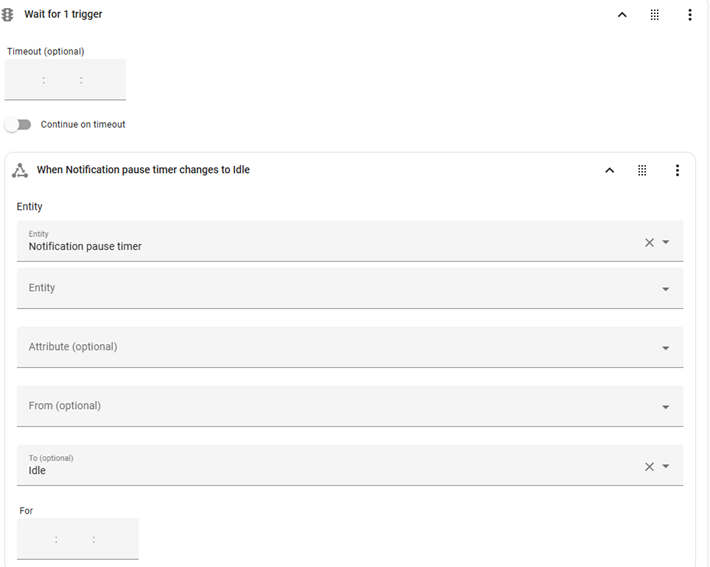 Wait for 1 trigger
Timeout (optional)
: :
Continue on timeout
When Notification pause timer changes to Idle
Entity
Entity
Notification pause timer
Entity
Attribute (optional)
From (optional)
To (optional)
Idle
For
: :